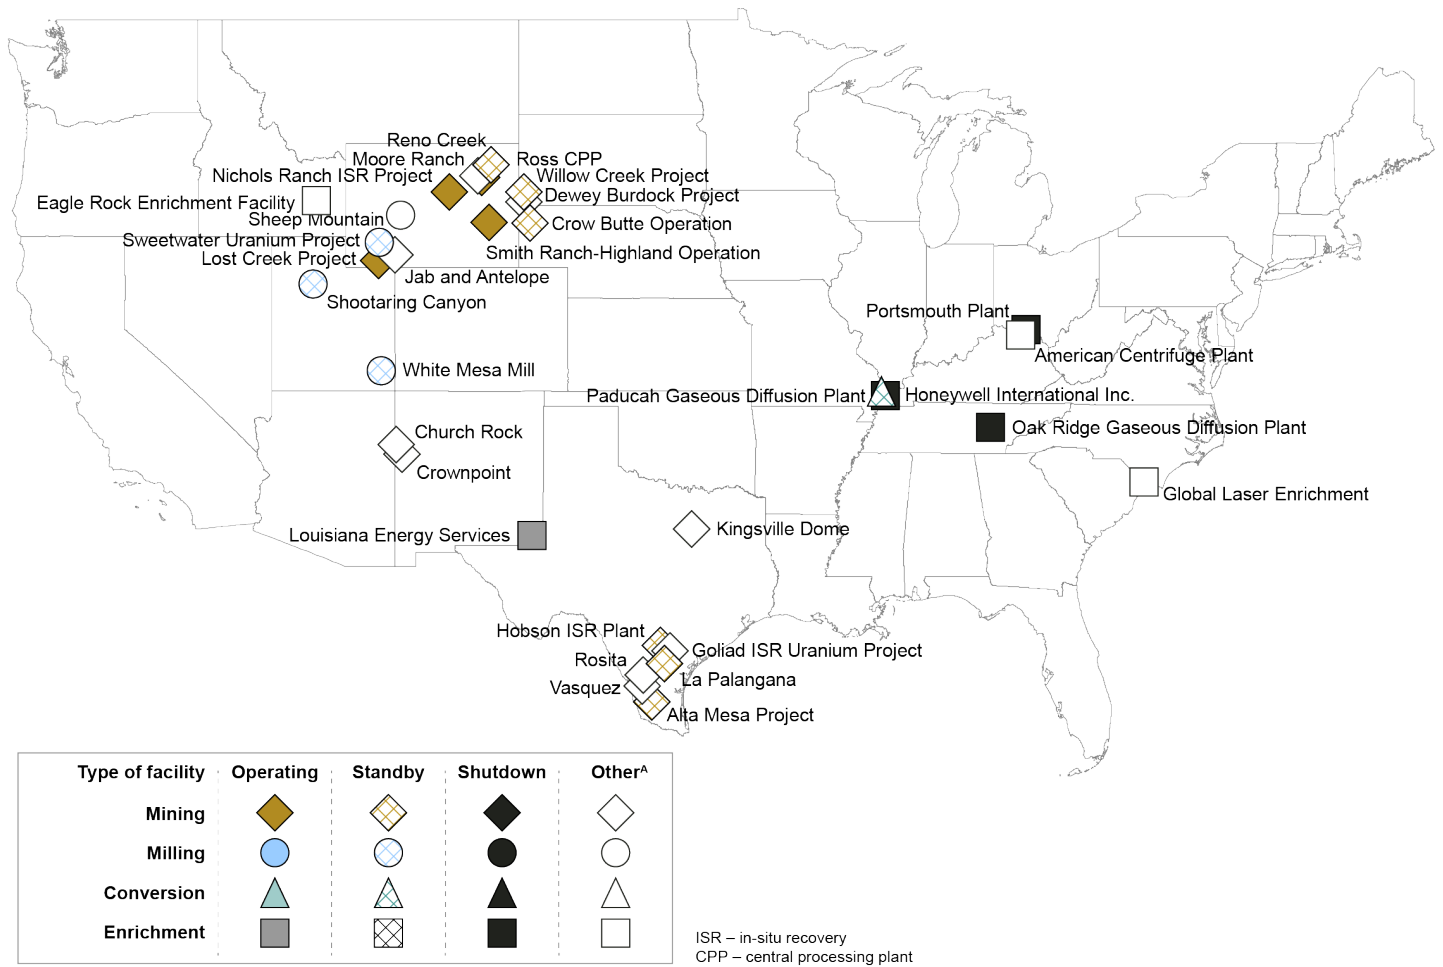 Reno Creek
Moore Ranch
Ross CPP
Nichols Ranch ISR Project
Willow Creek Project
Dewey Burdock Project
Eagle Rock Enrichment Facility
Sheep Mountain
Crow Butte Operation
Sweetwater Uranium Project
Smith Ranch-Highland Operation
Lost Creek Project
Jab and Antelope
Shootaring Canyon
Portsmouth Plant
American Centrifuge Plant
White Mesa Mill
Paducah Gaseous Diffusion Plant
Honeywell International Inc.
Church Rock
Oak Ridge Gaseous Diffusion Plant
Crownpoint
Global Laser Enrichment
Louisiana Energy Services
Kingsville Dome
Hobson ISR Plant
Goliad ISR Uranium Project
Rosita
La Palangana
Vasquez
Alta Mesa Project
Type of facility Operating Standby Shutdown Otherᴬ
Mining
Milling
Conversion
Enrichment
ISR – in-situ recovery
CPP – central processing plant